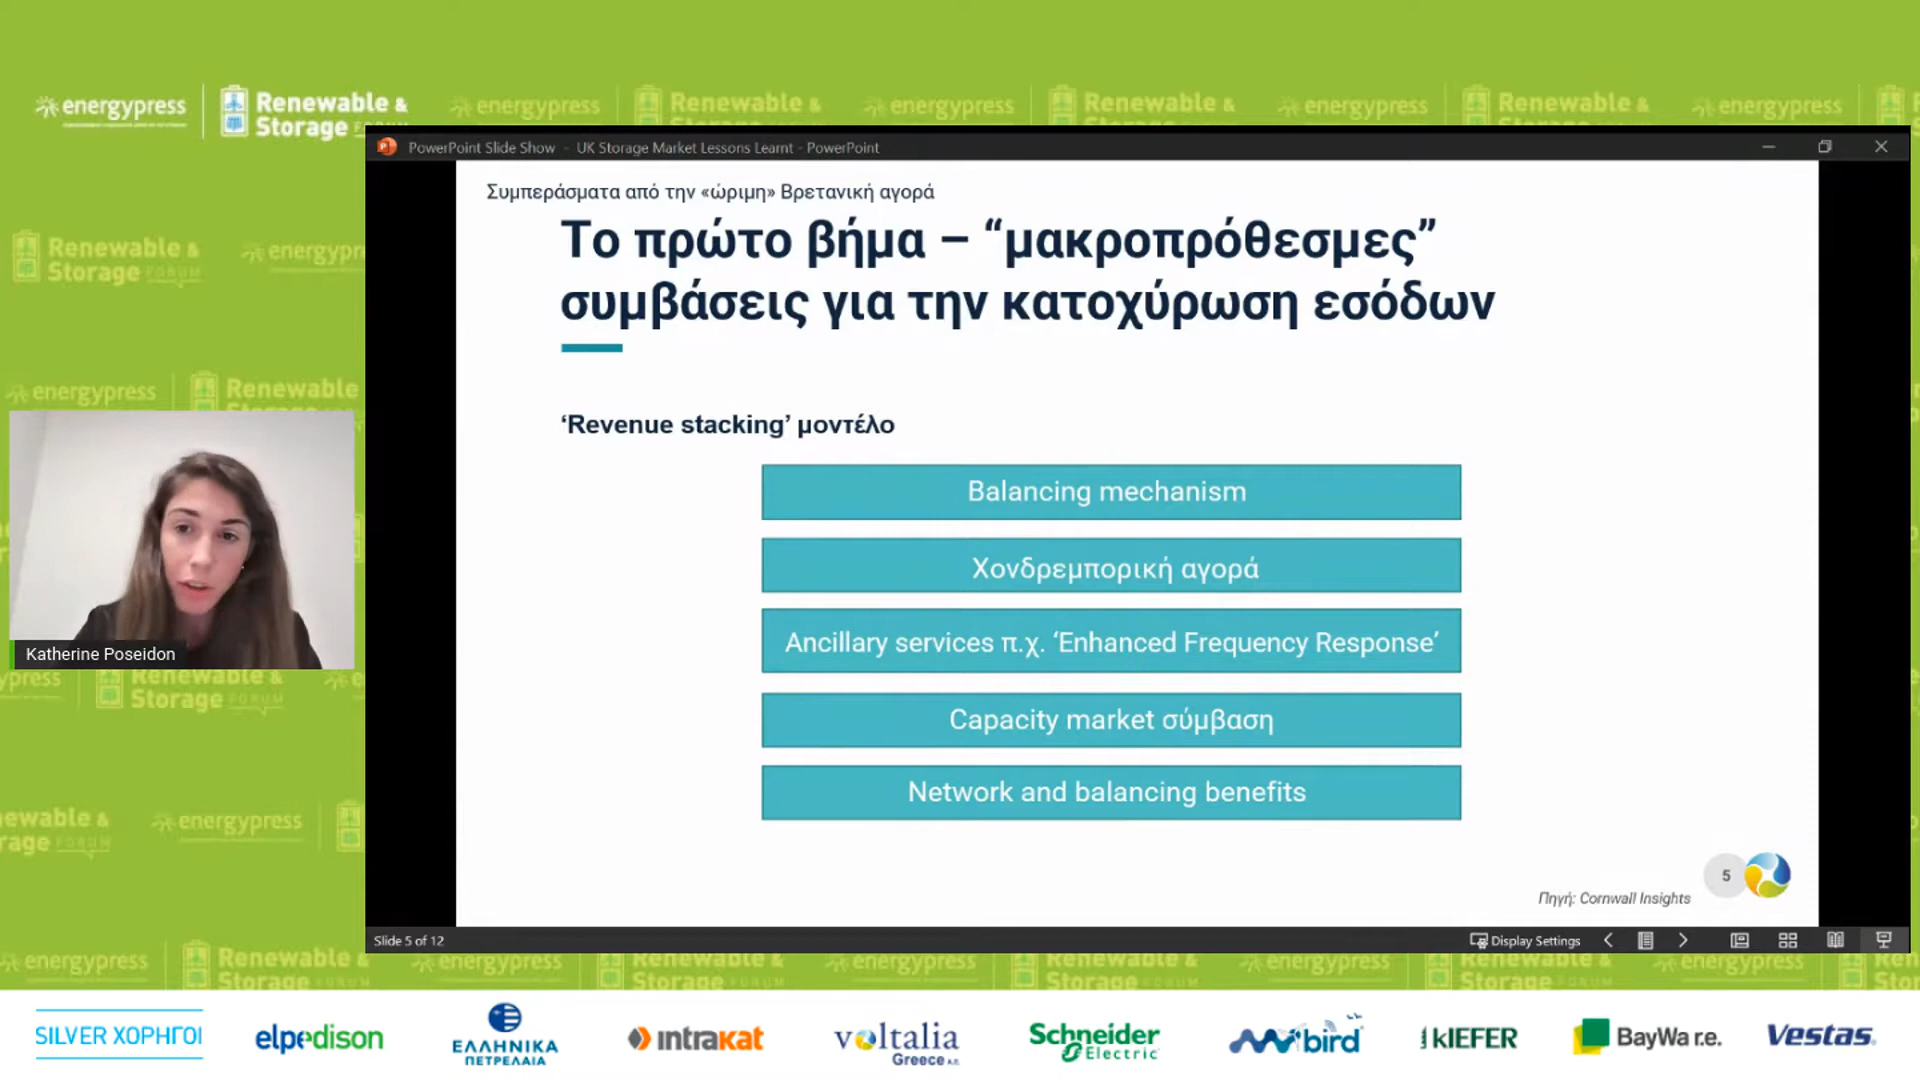 energypress
Renewable &
Storage FORUM
PowerPoint Slide Show - UK Storage Market Lessons Learnt - PowerPoint
Συμπεράσματα από την «ώριμη» Βρετανική αγορά
Το πρώτο βήμα – “μακροπρόθεσμες”
συμβάσεις για την κατοχύρωση εσόδων
‘Revenue stacking’ μοντέλο
Balancing mechanism
Χονδρεμπορική αγορά
Ancillary services π.χ. ‘Enhanced Frequency Response’
Capacity market σύμβαση
Network and balancing benefits
5
Πηγή: Cornwall Insights
Slide 5 of 12
Display Settings
Katherine Poseidon
SILVER ΧΟΡΗΓΟΙ
elpedison
ΕΛΛΗΝΙΚΑ
ΠΕΤΡΕΛΑΙΑ
intrakat
voltalia
Greece A.E.
Schneider
Electric
bird
kIEFER
BayWa r.e.
Vestas